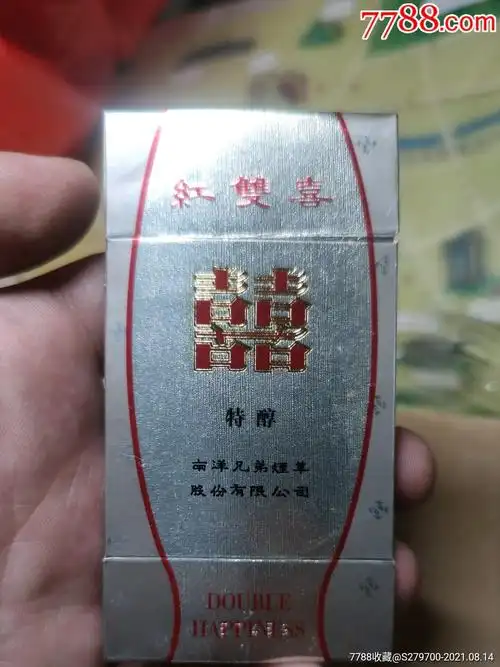 7788.com
紅雙喜
囍
特醇
南洋兄弟煙草
股份有限公司
DOUBLE
HAPPINESS
7788收藏@S279700-2021.08.14